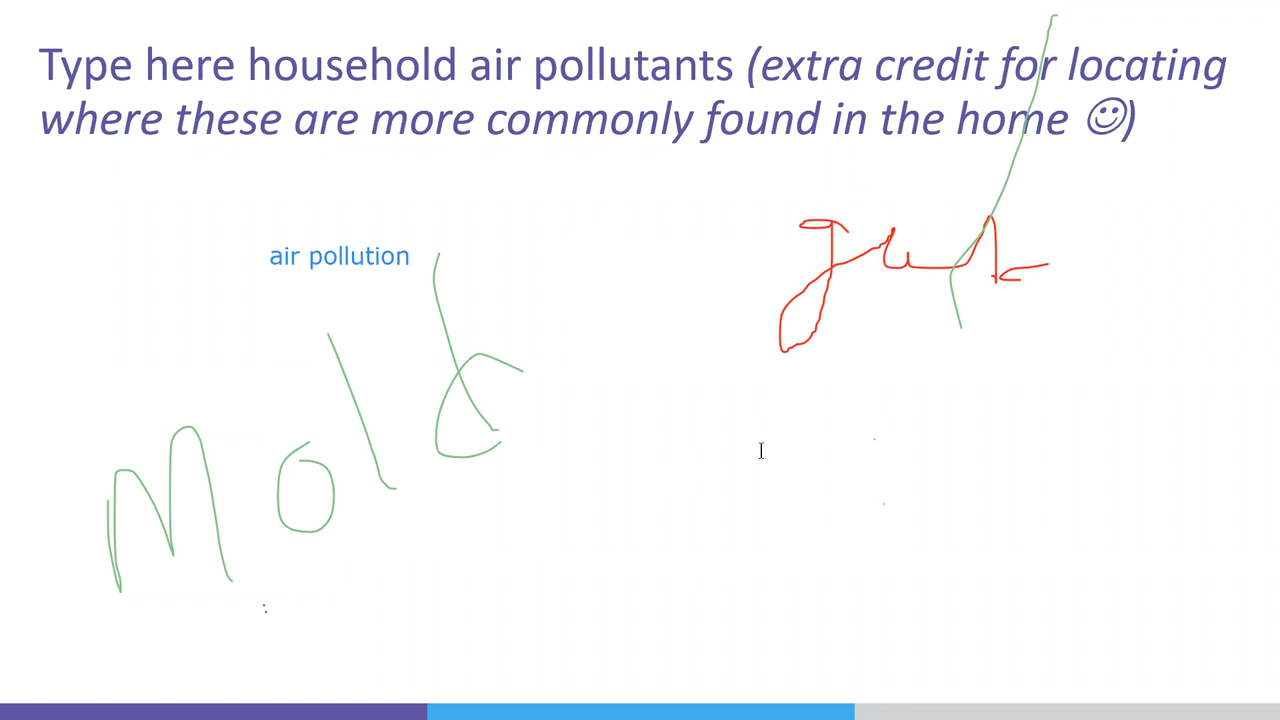 Type here household air pollutants (extra credit for locating
where these are more commonly found in the home ☺)
air pollution
Mold